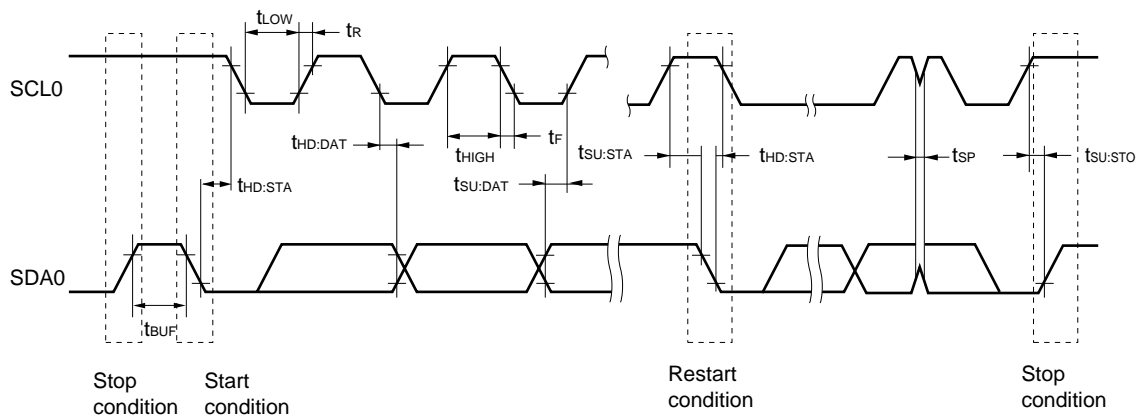 tLOW
tR
SCL0
tHD:DAT
tHIGH
tF
tSU:STA
tHD:STA
tSP
tSU:STO
tHD:STA
tSU:DAT
SDA0
tBUF
Stop
condition
Start
condition
Restart
condition
Stop
condition